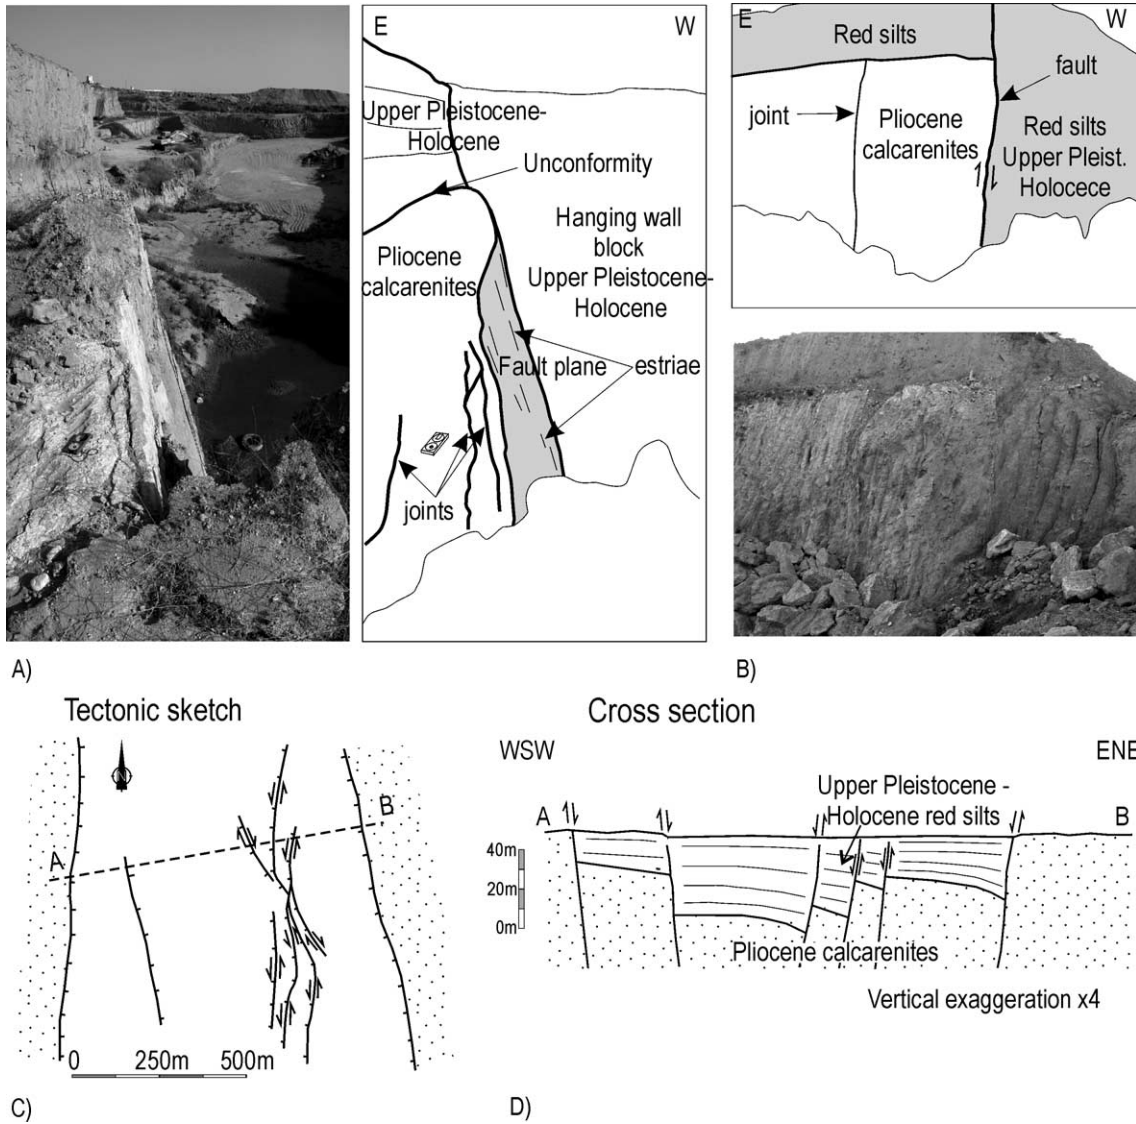 E W
Upper Pleistocene-
Holocene
Unconformity
Hanging wall
block
Upper Pleistocene-
Holocene
Pliocene
calcarenites
Fault plane
estriae
joints
A)
E W
Red silts
fault
joint
Pliocene
calcarenites
Red silts
Upper Pleist.
Holocece
B)
Tectonic sketch
N
A
B
0 250m 500m
C)
Cross section
WSW ENE
A B
Upper Pleistocene -
Holocene red silts
40m
20m
0m
Pliocene calcarenites
Vertical exaggeration x4
D)